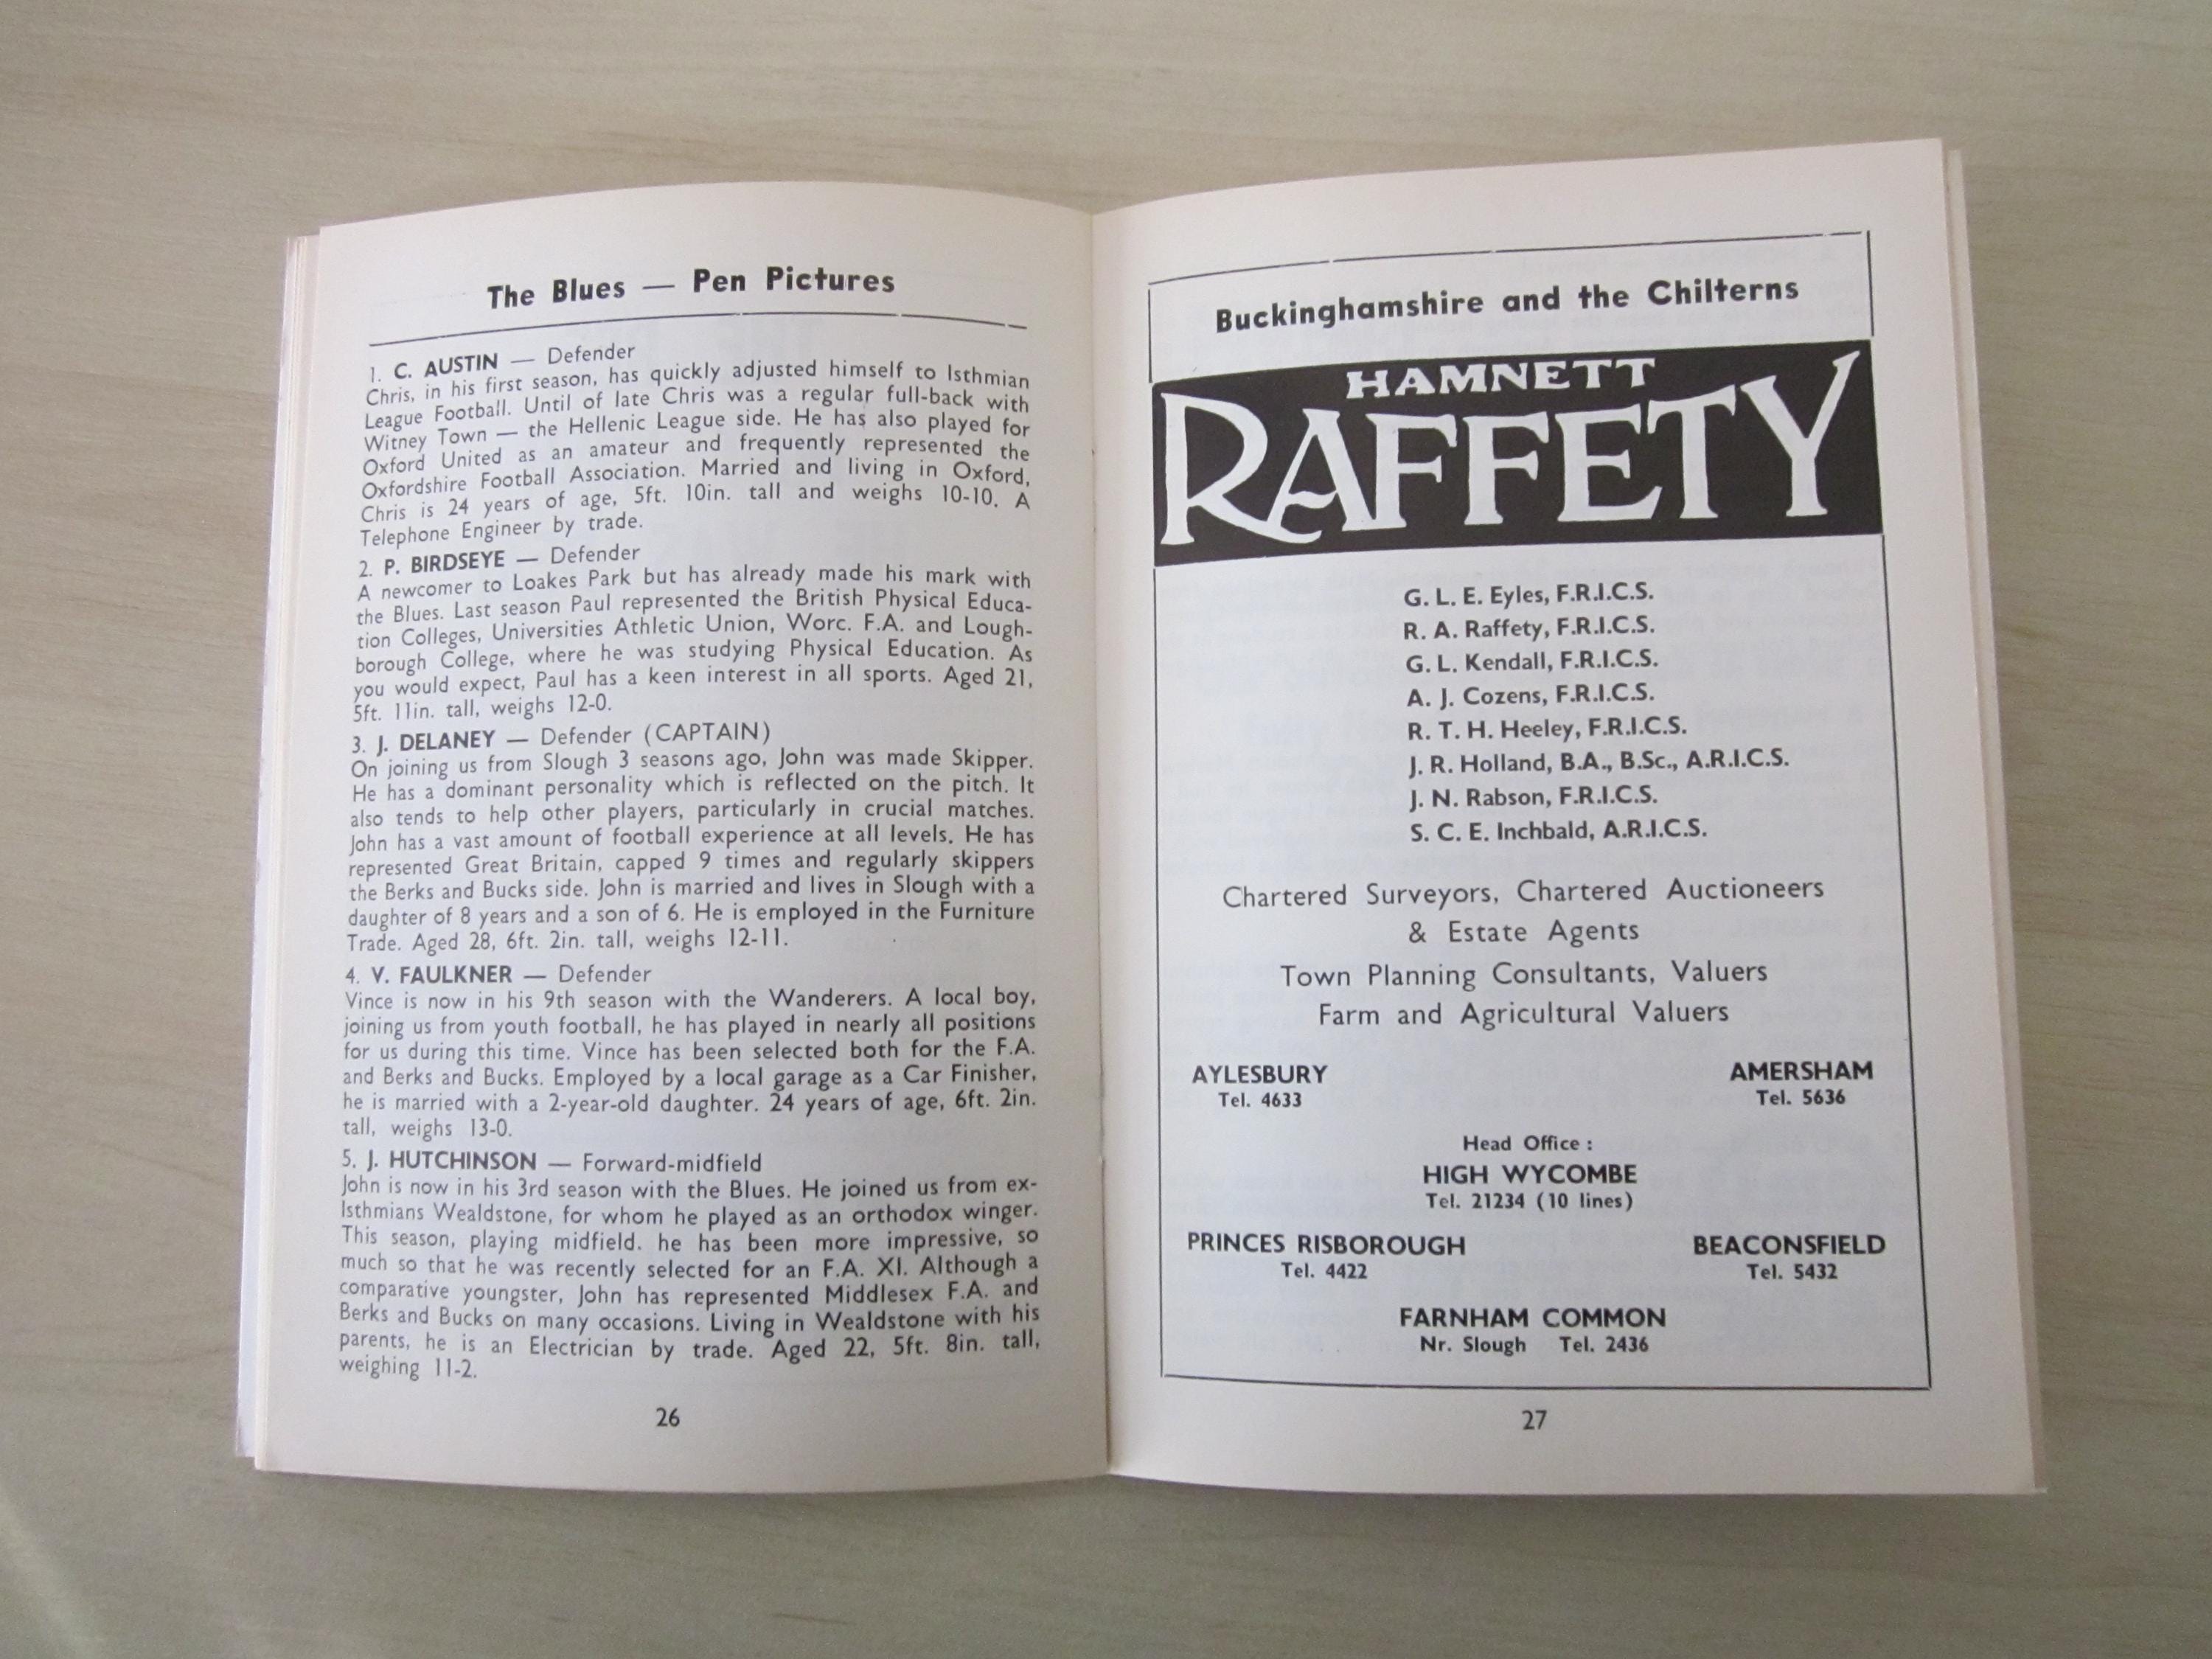 The Blues — Pen Pictures
1. C. AUSTIN — Defender
Chris, in his first season, has quickly adjusted himself to Isthmian
League Football. Until of late Chris was a regular full-back with
Witney Town — the Hellenic League side. He has also played for
Oxford United as an amateur and frequently represented the
Oxfordshire Football Association. Married and living in Oxford,
Chris is 24 years of age, 5ft. 10in. tall and weighs 10-10. A
Telephone Engineer by trade.
2. P. BIRDSEYE — Defender
A newcomer to Loakes Park but has already made his mark with
the Blues. Last season Paul represented the British Physical Educa-
tion Colleges, Universities Athletic Union, Worc. F.A. and Lough-
borough College, where he was studying Physical Education. As
you would expect, Paul has a keen interest in all sports. Aged 21,
5ft. 11in. tall, weighs 12-0.
3. J. DELANEY — Defender (CAPTAIN)
On joining us from Slough 3 seasons ago, John was made Skipper.
He has a dominant personality which is reflected on the pitch. It
also tends to help other players, particularly in crucial matches.
John has a vast amount of football experience at all levels. He has
represented Great Britain, capped 9 times and regularly skippers
the Berks and Bucks side. John is married and lives in Slough with a
daughter of 8 years and a son of 6. He is employed in the Furniture
Trade. Aged 28, 6ft. 2in. tall, weighs 12-11.
4. V. FAULKNER — Defender
Vince is now in his 9th season with the Wanderers. A local boy,
joining us from youth football, he has played in nearly all positions
for us during this time. Vince has been selected both for the F.A.
and Berks and Bucks. Employed by a local garage as a Car Finisher,
he is married with a 2-year-old daughter. 24 years of age, 6ft. 2in.
tall, weighs 13-0.
5. J. HUTCHINSON — Forward-midfield
John is now in his 3rd season with the Blues. He joined us from ex-
Isthmians Wealdstone, for whom he played as an orthodox winger.
This season, playing midfield. he has been more impressive, so
much so that he was recently selected for an F.A. XI. Although a
comparative youngster, John has represented Middlesex F.A. and
Berks and Bucks on many occasions. Living in Wealdstone with his
parents, he is an Electrician by trade. Aged 22, 5ft. 8in. tall,
weighing 11-2.
26
Buckinghamshire and the Chilterns
HAMNETT
RAFFETY
G. L. E. Eyles, F.R.I.C.S.
R. A. Raffety, F.R.I.C.S.
G. L. Kendall, F.R.I.C.S.
A. J. Cozens, F.R.I.C.S.
R. T. H. Heeley, F.R.I.C.S.
J. R. Holland, B.A., B.Sc., A.R.I.C.S.
J. N. Rabson, F.R.I.C.S.
S. C. E. Inchbald, A.R.I.C.S.
Chartered Surveyors, Chartered Auctioneers
& Estate Agents
Town Planning Consultants, Valuers
Farm and Agricultural Valuers
AYLESBURY AMERSHAM
Tel. 4633 Tel. 5636
Head Office :
HIGH WYCOMBE
Tel. 21234 (10 lines)
PRINCES RISBOROUGH BEACONSFIELD
Tel. 4422 Tel. 5432
FARNHAM COMMON
Nr. Slough Tel. 2436
27